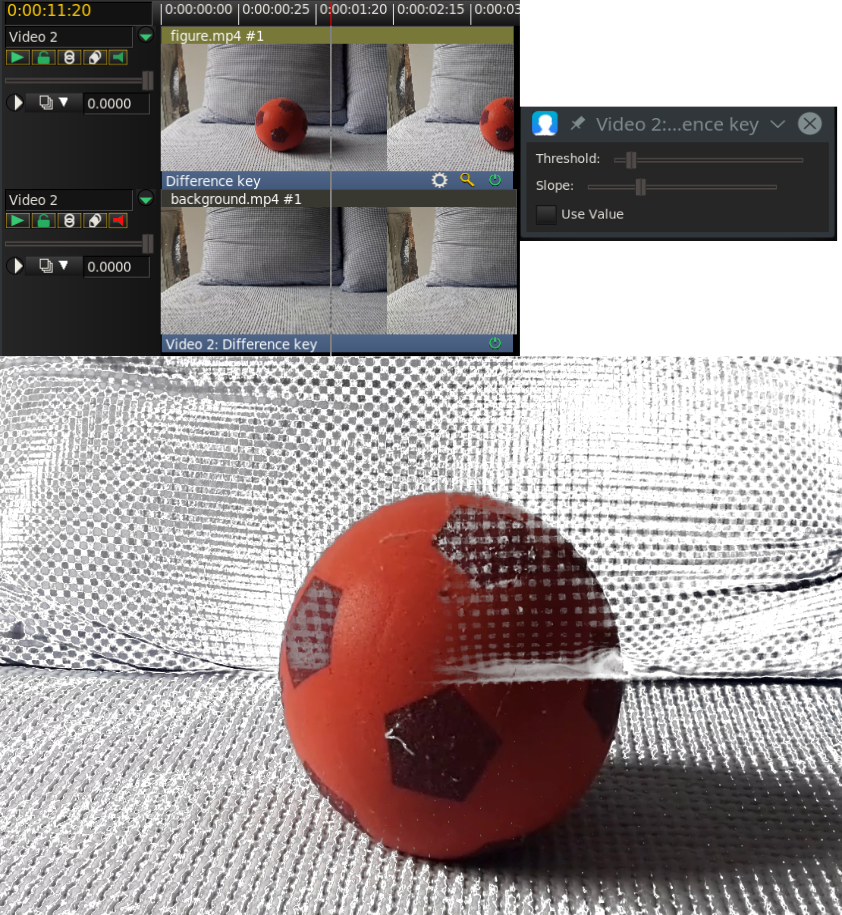 0:00:11:20
0:00:00:00 0:00:00:25 0:00:01:20 0:00:02:15 0:00:03
Video 2
figure.mp4 #1
0.0000
Difference key
Video 2
background.mp4 #1
0.0000
Video 2: Difference key
Video 2:...ence key
Threshold:
Slope:
Use Value